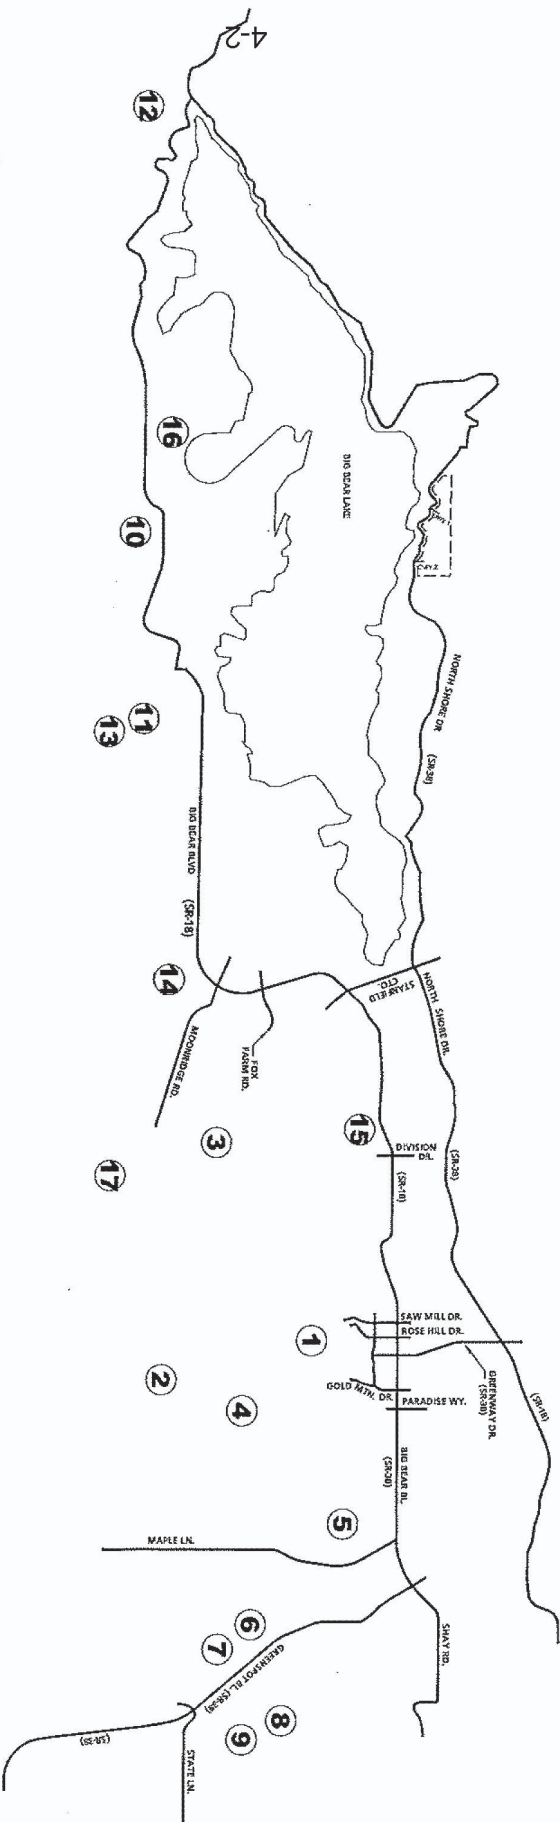 4-2
12
16
10
11
13
14
3
15
17
1
2
4
5
6
7
8
9
BIG BEAR LAKE
NORTH SHORE DR
(SR-38)
BIG BEAR BLVD
(SR-18)
STANFIELD
CTO.
NORTH SHORE DR.
FOX
FARM RD.
MOONRIDGE RD.
DIVISION
DR.
(SR-18)
(SR-38)
SAW MILL DR.
ROSE HILL DR.
GREENWAY DR.
GOLD MTN. DR.
PARADISE WY.
(SR-18)
BIG BEAR BL.
MAPLE LN.
SHAY RD.
GREENSPOT BL. (SR-38)
(SR-38)
STATE LN.